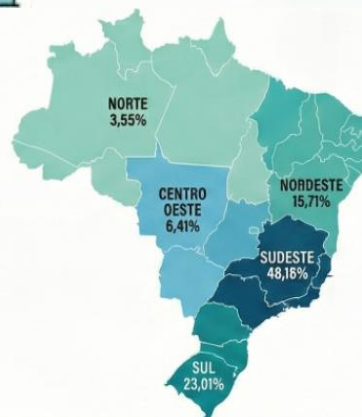 NORTE
3,55%
CENTRO
OESTE
6,41%
NORDESTE
15,71%
SUDESTE
48,16%
SUL
23,01%